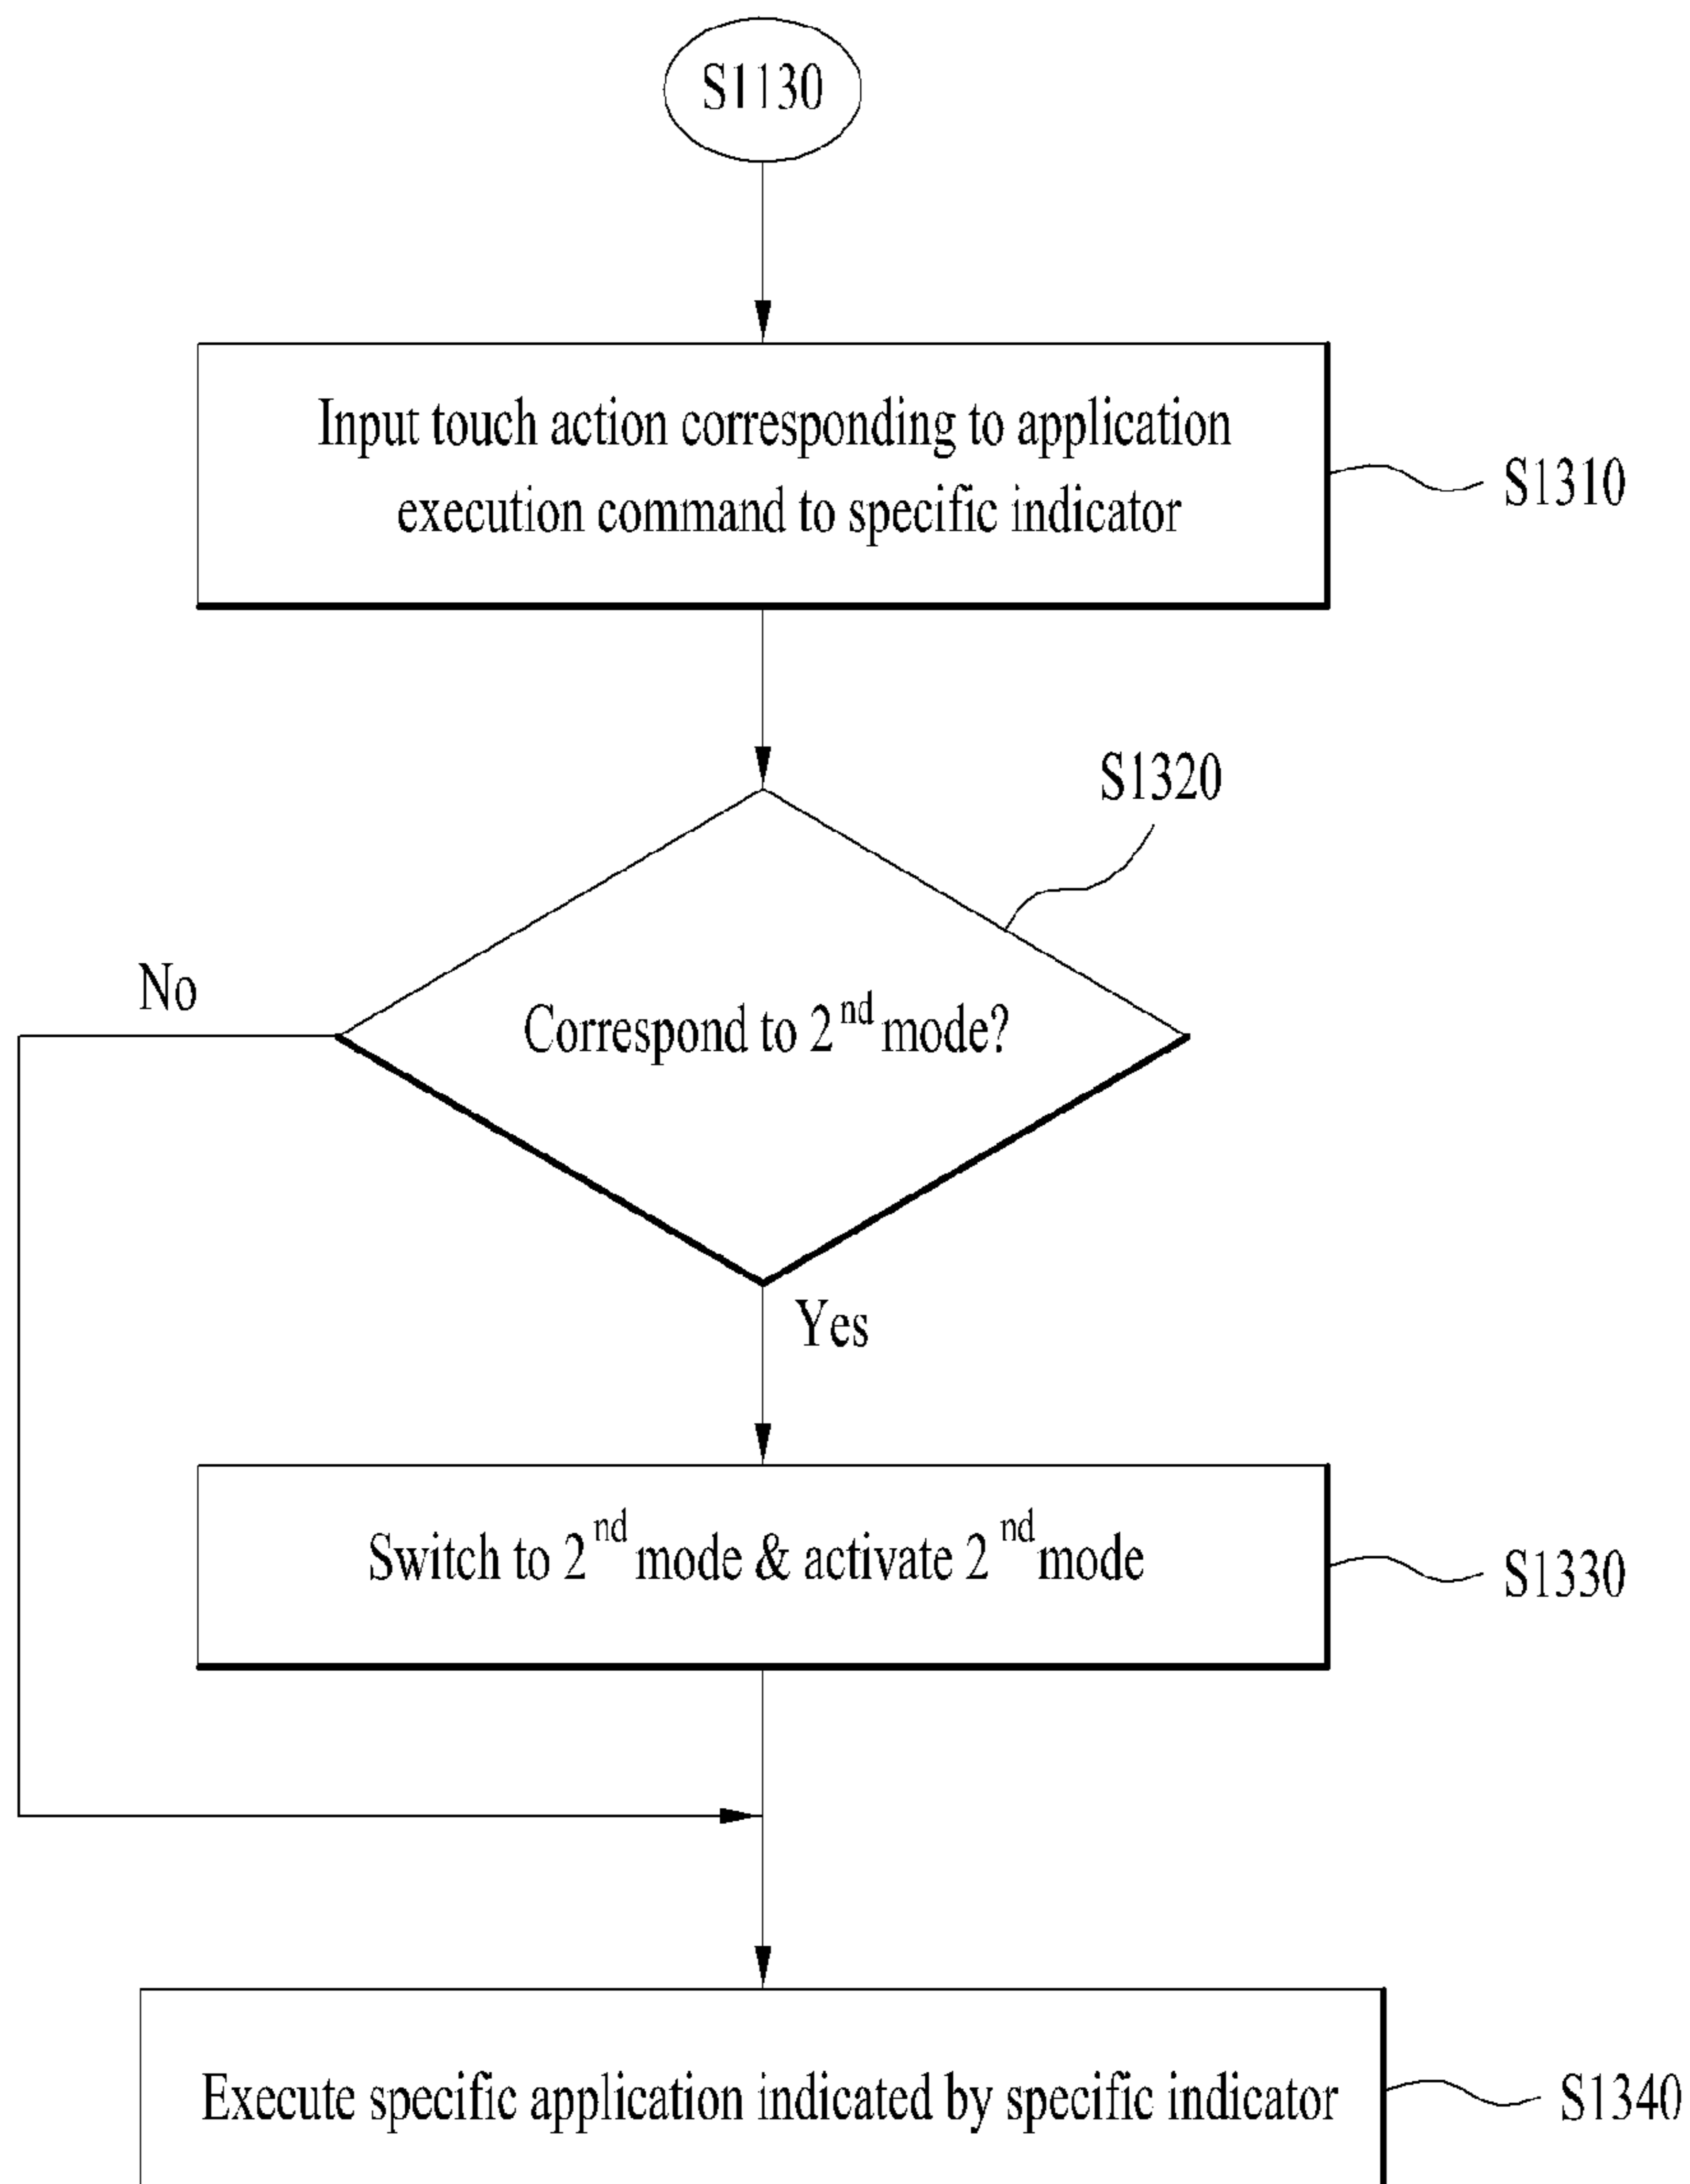 S1130
Input touch action corresponding to application
execution command to specific indicator
S1310
S1320
No
Correspond to 2nd mode?
Yes
Switch to 2nd mode & activate 2nd mode
S1330
Execute specific application indicated by specific indicator
S1340